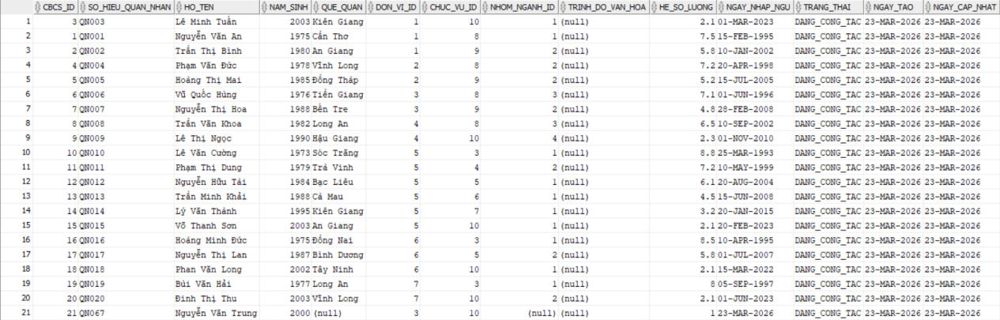 CBCS_ID SO_HIEU_QUAN_NHAN HO_TEN NAM_SINH QUE_QUAN DON_VI_ID CHUC_VU_ID NHOM_NGANH_ID TRINH_DO_VAN_HOA HE_SO_LUONG NGAY_NHAP_NGU TRANG_THAI NGAY_TAO NGAY_CAP_NHAT
1 3 QN003 Lê Minh Tuấn 2003 Kiên Giang 1 10 1 (null) 2.1 01-MAR-2023 DANG_CONG_TAC 23-MAR-2026 23-MAR-2026
2 1 QN001 Nguyễn Văn An 1975 Cần Thơ 1 8 1 (null) 7.5 15-FEB-1995 DANG_CONG_TAC 23-MAR-2026 23-MAR-2026
3 2 QN002 Trần Thị Bình 1980 An Giang 1 9 2 (null) 5.8 10-JAN-2002 DANG_CONG_TAC 23-MAR-2026 23-MAR-2026
4 4 QN004 Phạm Văn Đức 1978 Vĩnh Long 2 8 2 (null) 7.2 20-APR-1998 DANG_CONG_TAC 23-MAR-2026 23-MAR-2026
5 5 QN005 Hoàng Thị Mai 1985 Đồng Tháp 2 9 2 (null) 5.2 15-JUL-2005 DANG_CONG_TAC 23-MAR-2026 23-MAR-2026
6 6 QN006 Vũ Quốc Hùng 1976 Tiền Giang 3 8 3 (null) 7.1 01-JUN-1996 DANG_CONG_TAC 23-MAR-2026 23-MAR-2026
7 7 QN007 Nguyễn Thị Hoa 1988 Bến Tre 3 9 2 (null) 4.8 28-FEB-2008 DANG_CONG_TAC 23-MAR-2026 23-MAR-2026
8 8 QN008 Trần Văn Khoa 1982 Long An 4 8 3 (null) 6.5 10-SEP-2002 DANG_CONG_TAC 23-MAR-2026 23-MAR-2026
9 9 QN009 Lê Thị Ngọc 1990 Hậu Giang 4 10 4 (null) 2.3 01-NOV-2010 DANG_CONG_TAC 23-MAR-2026 23-MAR-2026
10 10 QN010 Lê Văn Cường 1973 Sóc Trăng 5 3 1 (null) 8.8 25-MAR-1993 DANG_CONG_TAC 23-MAR-2026 23-MAR-2026
11 11 QN011 Phạm Thị Dung 1979 Trà Vinh 5 4 2 (null) 7.2 10-MAY-1999 DANG_CONG_TAC 23-MAR-2026 23-MAR-2026
12 12 QN012 Nguyễn Hữu Tài 1984 Bạc Liêu 5 5 1 (null) 6.1 20-AUG-2004 DANG_CONG_TAC 23-MAR-2026 23-MAR-2026
13 13 QN013 Trần Minh Khải 1988 Cà Mau 5 6 1 (null) 4.5 15-JUN-2008 DANG_CONG_TAC 23-MAR-2026 23-MAR-2026
14 14 QN014 Lý Văn Thành 1995 Kiên Giang 5 7 1 (null) 3.2 20-JAN-2015 DANG_CONG_TAC 23-MAR-2026 23-MAR-2026
15 15 QN015 Võ Thanh Sơn 2003 An Giang 5 10 1 (null) 2.1 20-FEB-2023 DANG_CONG_TAC 23-MAR-2026 23-MAR-2026
16 16 QN016 Hoàng Minh Đức 1975 Đồng Nai 6 3 1 (null) 8.5 10-APR-1995 DANG_CONG_TAC 23-MAR-2026 23-MAR-2026
17 17 QN017 Nguyễn Thị Lan 1987 Bình Dương 6 5 2 (null) 5.8 01-JUL-2007 DANG_CONG_TAC 23-MAR-2026 23-MAR-2026
18 18 QN018 Phan Văn Long 2002 Tây Ninh 6 10 1 (null) 2.1 15-MAR-2022 DANG_CONG_TAC 23-MAR-2026 23-MAR-2026
19 19 QN019 Bùi Văn Hải 1977 Long An 7 3 1 (null) 8 05-SEP-1997 DANG_CONG_TAC 23-MAR-2026 23-MAR-2026
20 20 QN020 Đinh Thị Thu 2003 Vĩnh Long 7 10 2 (null) 2.1 01-JUN-2023 DANG_CONG_TAC 23-MAR-2026 23-MAR-2026
21 21 QN067 Nguyễn Văn Trung 2000 (null) 3 10 (null) (null) 1 23-MAR-2026 DANG_CONG_TAC 23-MAR-2026 23-MAR-2026